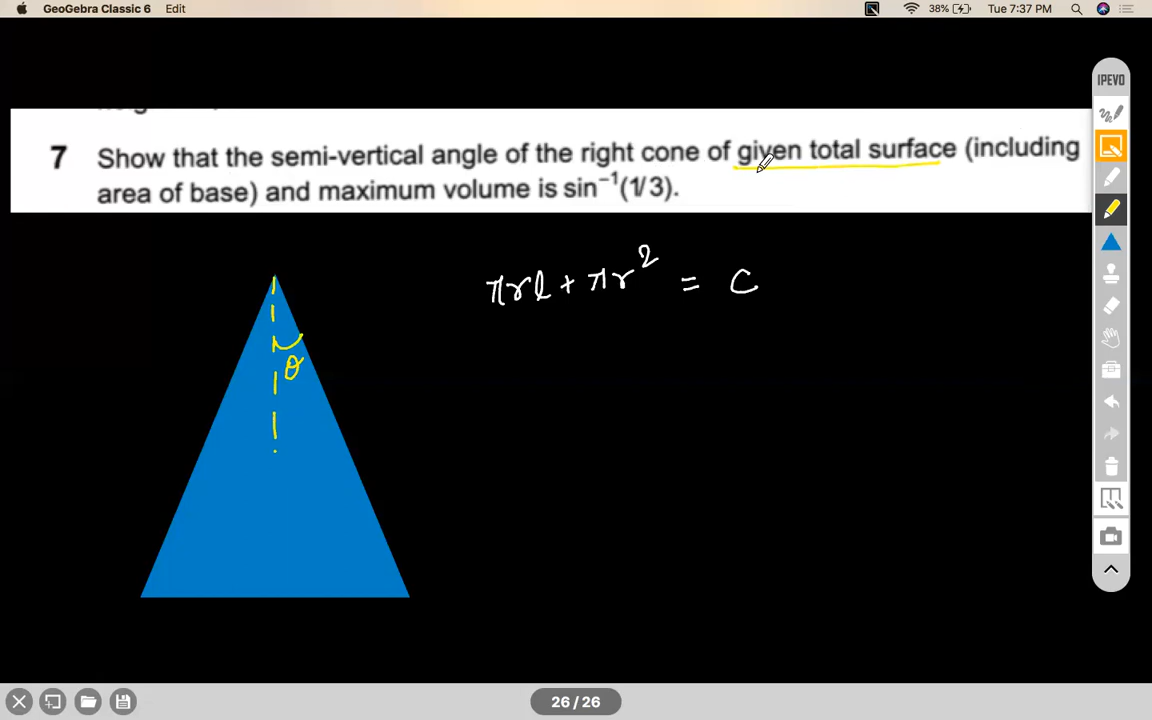 GeoGebra Classic 6 Edit 38% Tue 7:37 PM
IPEVO
7 Show that the semi-vertical angle of the right cone of given total surface (including
area of base) and maximum volume is sin⁻¹(1/3).
πrl + πr² = C
θ
26 / 26